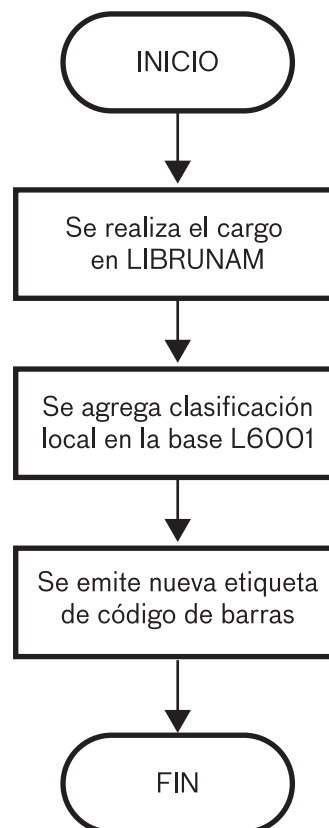 INICIO
Se realiza el cargo
en LIBRUNAM
Se agrega clasificación
local en la base L6001
Se emite nueva etiqueta
de código de barras
FIN